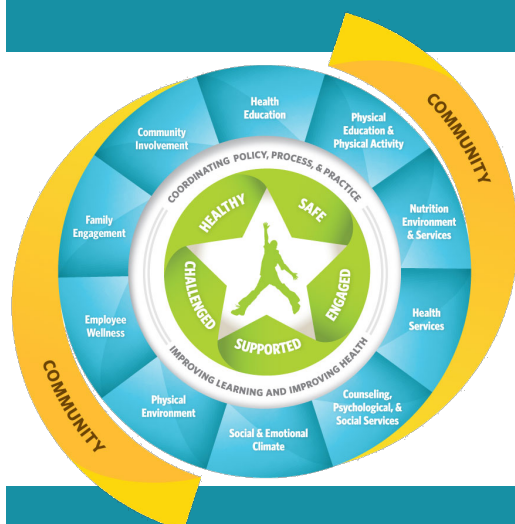 COMMUNITY
Health
Education
Physical
Education &
Physical Activity
Nutrition
Environment
& Services
Health
Services
Counseling,
Psychological, &
Social Services
Social & Emotional
Climate
Physical
Environment
Employee
Wellness
Family
Engagement
Community
Involvement
COORDINATING POLICY, PROCESS, & PRACTICE
IMPROVING LEARNING AND IMPROVING HEALTH
HEALTHY
SAFE
ENGAGED
SUPPORTED
CHALLENGED
COMMUNITY